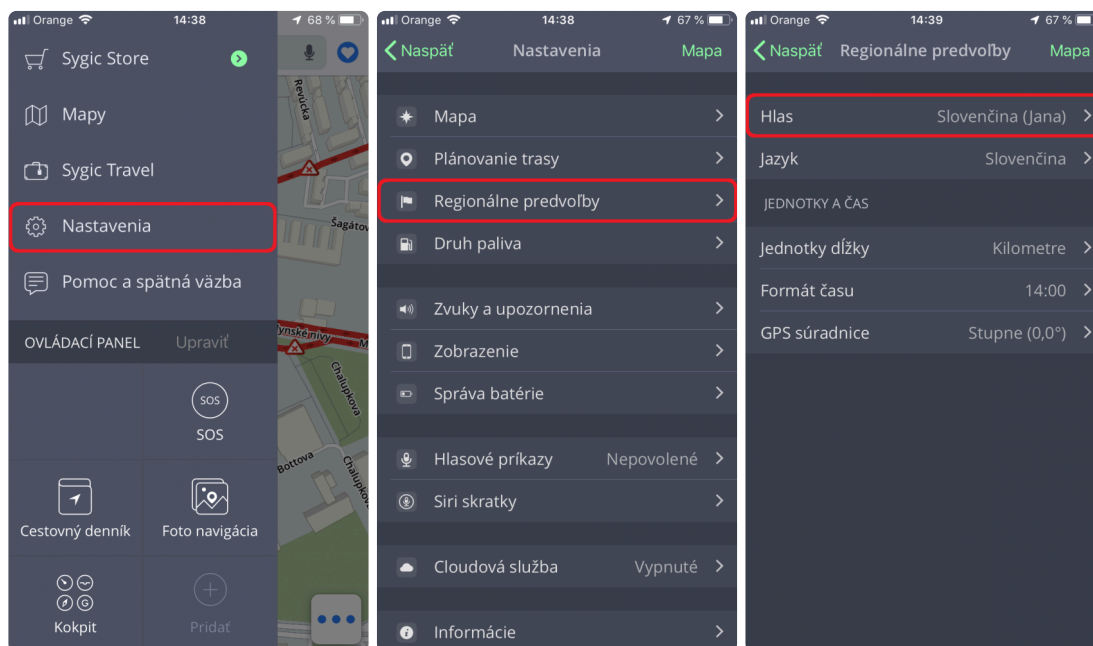 Orange 14:38 68 %
Sygic Store
Mapy
Sygic Travel
Nastavenia
Pomoc a spätná väzba
OVLÁDACÍ PANEL Upraviť
SOS
SOS
Cestovný denník Foto navigácia
G
Kokpit Pridať
Revúcka
Šagátov
ynské nivy M
Chalupkova
Bottova
Chalupkov
Orange 14:38 67 %
Naspäť Nastavenia Mapa
Mapa
Plánovanie trasy
Regionálne predvoľby
Druh paliva
Zvuky a upozornenia
Zobrazenie
Správa batérie
Hlasové príkazy Nepovolené
Siri skratky
Cloudová služba Vypnuté
Informácie
Orange 14:39 67 %
Naspäť Regionálne predvoľby Mapa
Hlas Slovenčina (Jana)
Jazyk Slovenčina
JEDNOTKY A ČAS
Jednotky dĺžky Kilometre
Formát času 14:00
GPS súradnice Stupne (0,0°)